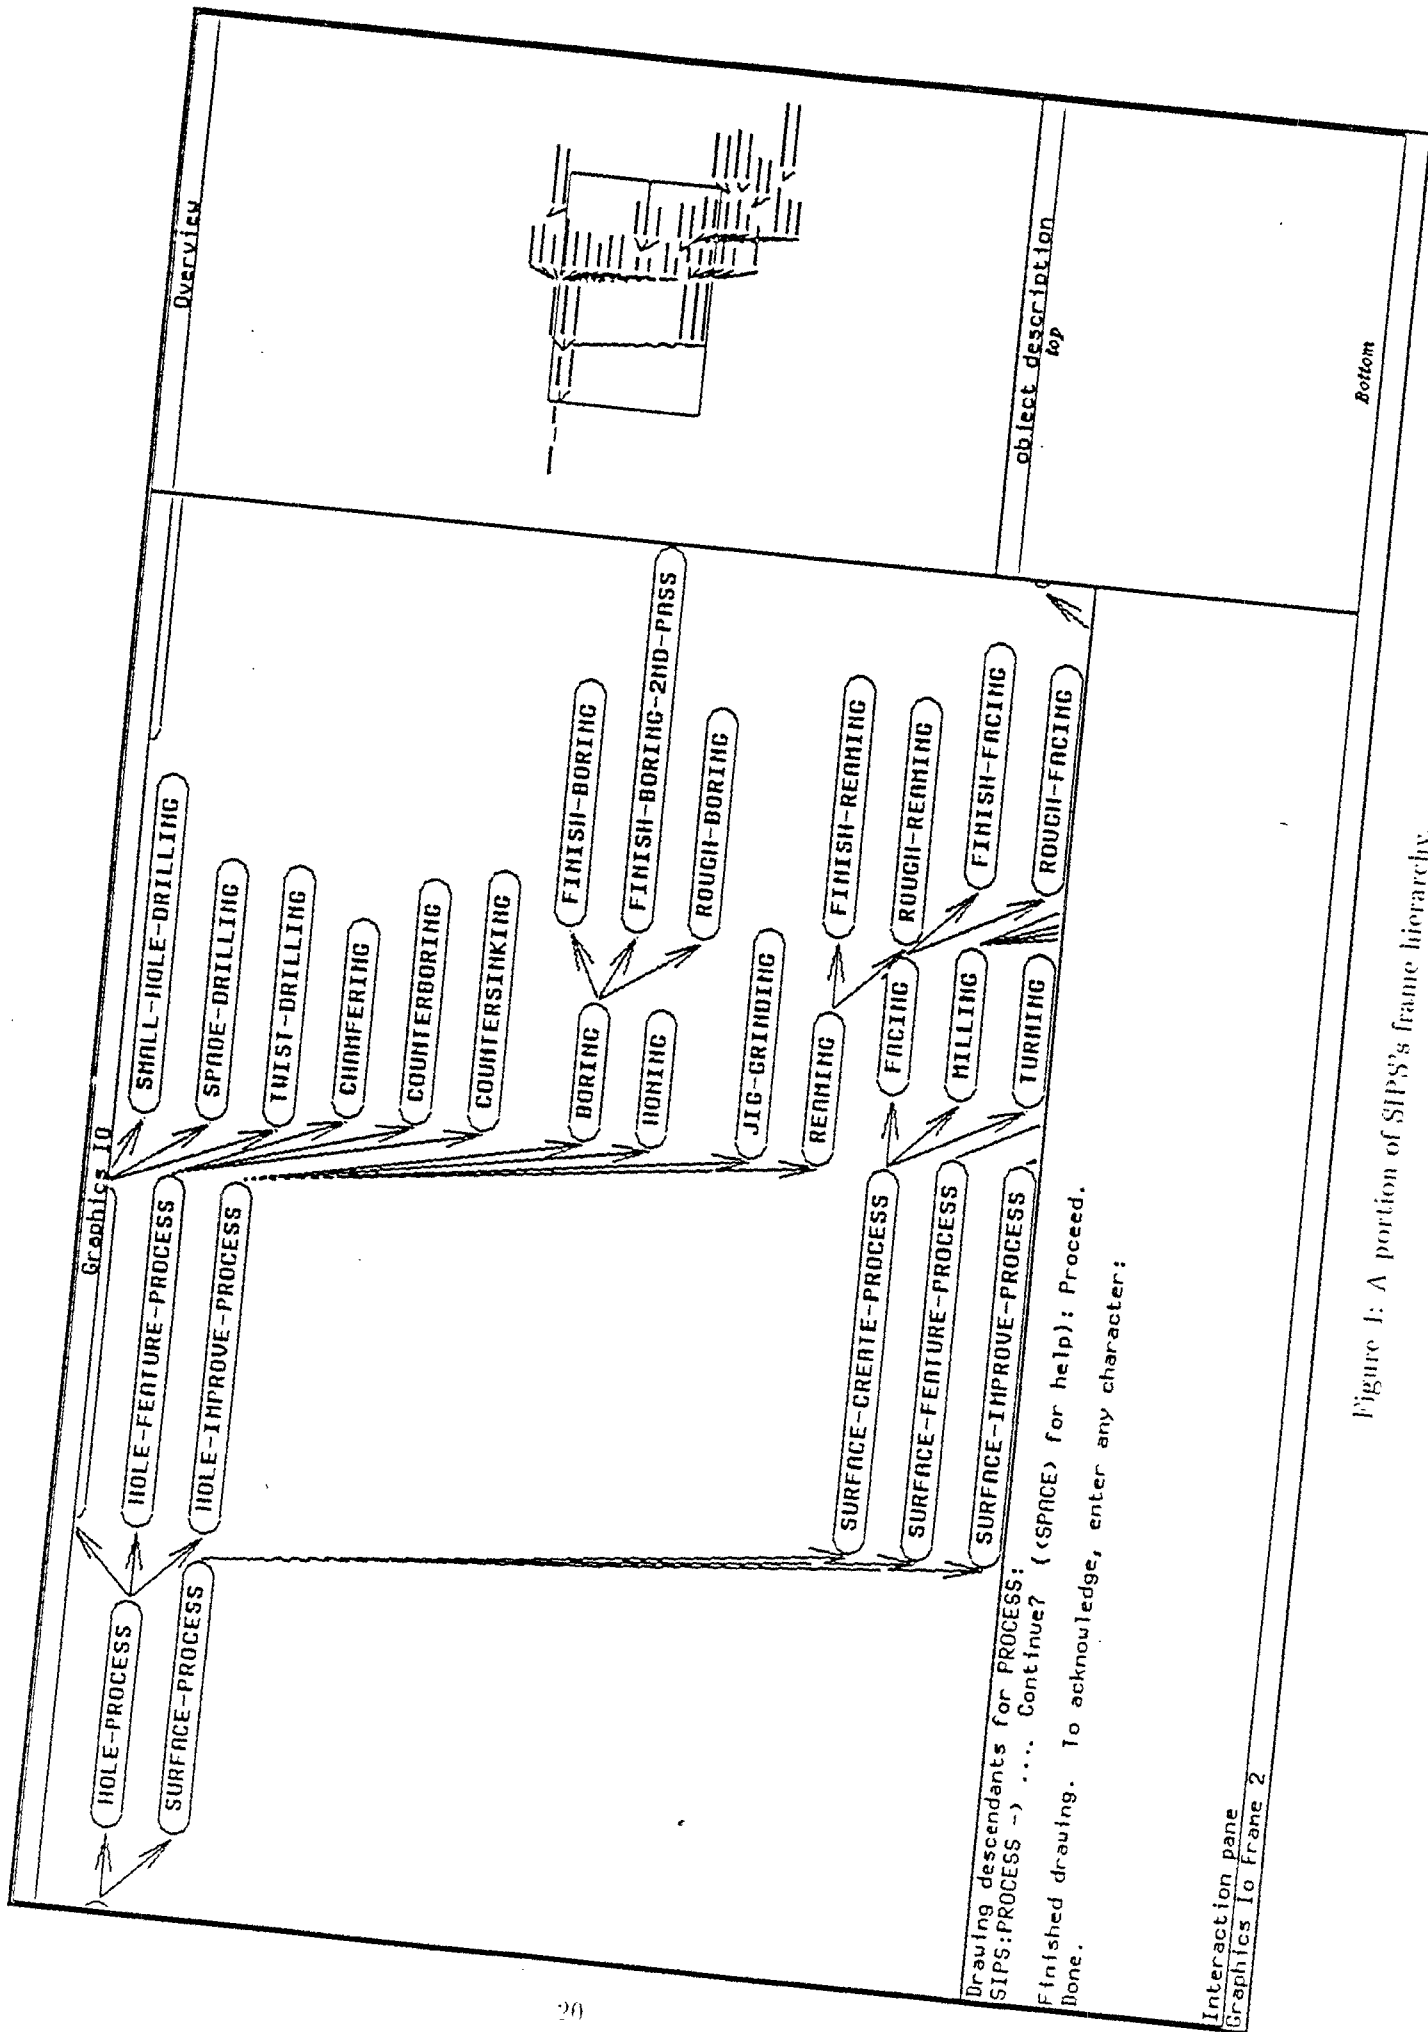 Graphics IO
Overview
HOLE-PROCESS
SURFACE-PROCESS
HOLE-FEATURE-PROCESS
HOLE-IMPROVE-PROCESS
SMALL-HOLE-DRILLING
SPADE-DRILLING
TWIST-DRILLING
CHAMFERING
COUNTERBORING
COUNTERSINKING
BORING
HONING
JIG-GRINDING
REAMING
FINISH-BORING
FINISH-BORING-2ND-PASS
ROUGH-BORING
FINISH-REAMING
ROUGH-REAMING
SURFACE-CREATE-PROCESS
SURFACE-FEATURE-PROCESS
SURFACE-IMPROVE-PROCESS
FACING
MILLING
TURNING
FINISH-FACING
ROUGH-FACING
object description
top
Bottom
Drawing descendants for PROCESS:
SIPS:PROCESS -> .... Continue? (<SPACE> for help): Proceed.
Finished drawing. To acknowledge, enter any character:
Done.
Interaction pane
Graphics Io Frame 2
Figure 1: A portion of SIPS's frame hierarchy.
20